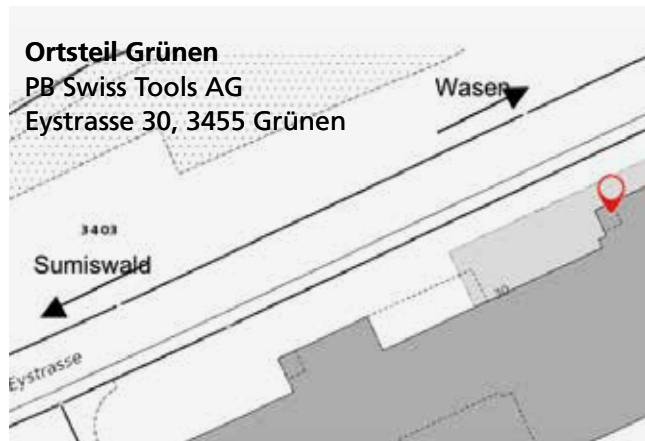 Ortsteil Grünen
PB Swiss Tools AG
Eystrasse 30, 3455 Grünen
Wasen
3403
Sumiswald
30
Eystrasse